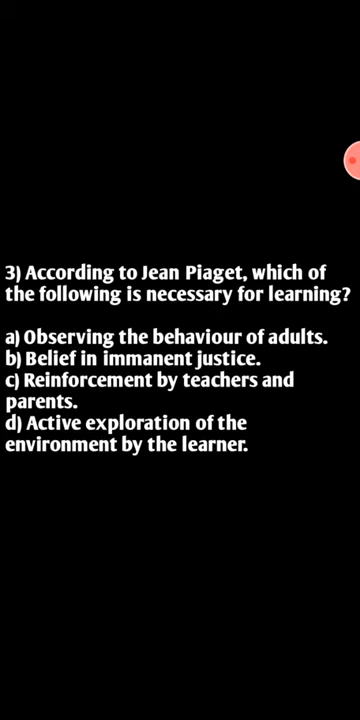 3) According to Jean Piaget, which of
the following is necessary for learning?
a) Observing the behaviour of adults.
b) Belief in immanent justice.
c) Reinforcement by teachers and
parents.
d) Active exploration of the
environment by the learner.